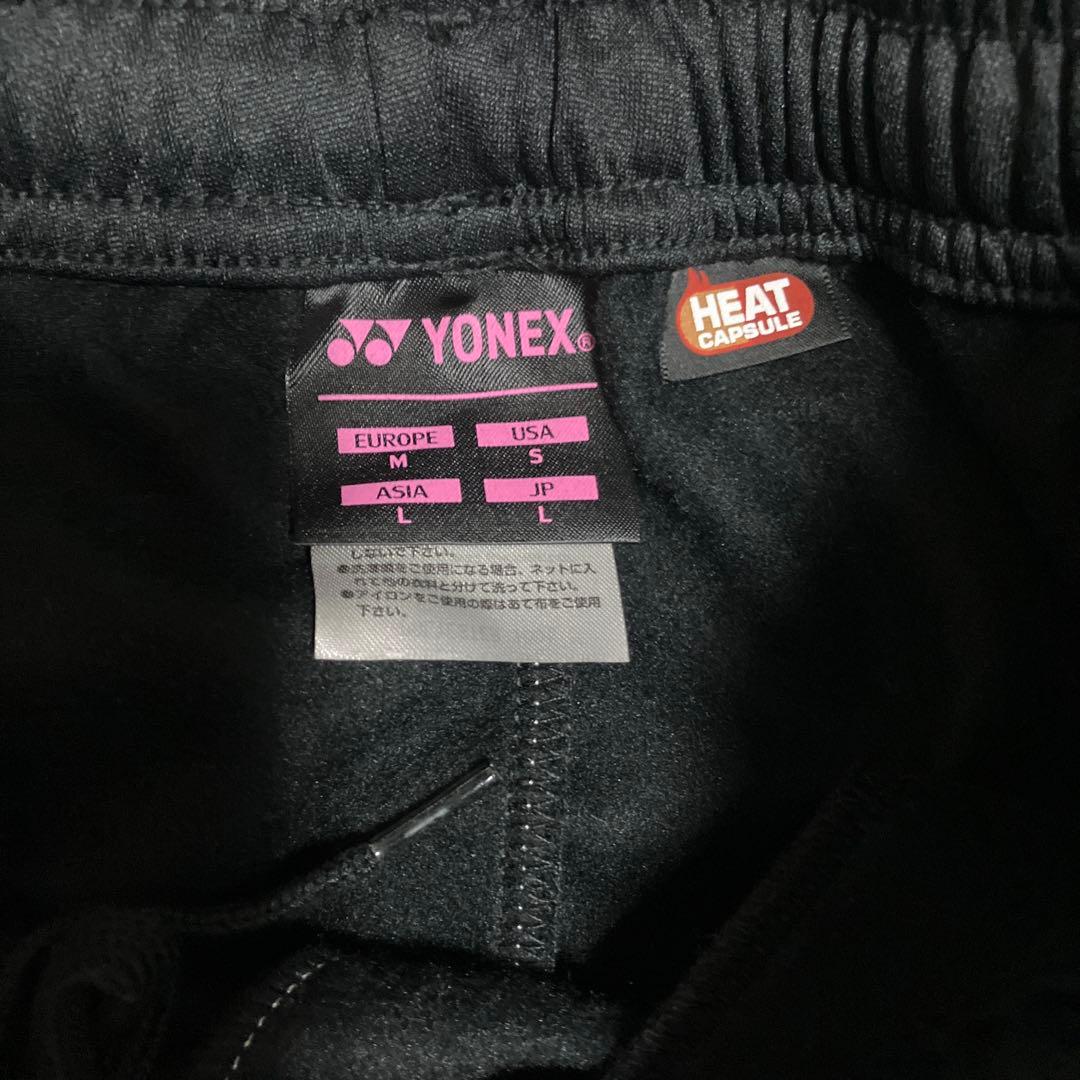 YONEX®
HEAT
CAPSULE
EUROPE USA
M S
ASIA JP
L L
しないで下さい。
洗濯機をご使用になる場合、ネットに入
れて他の衣料と分けて洗って下さい。
アイロンをご使用の際はあて布をご使用
下さい。